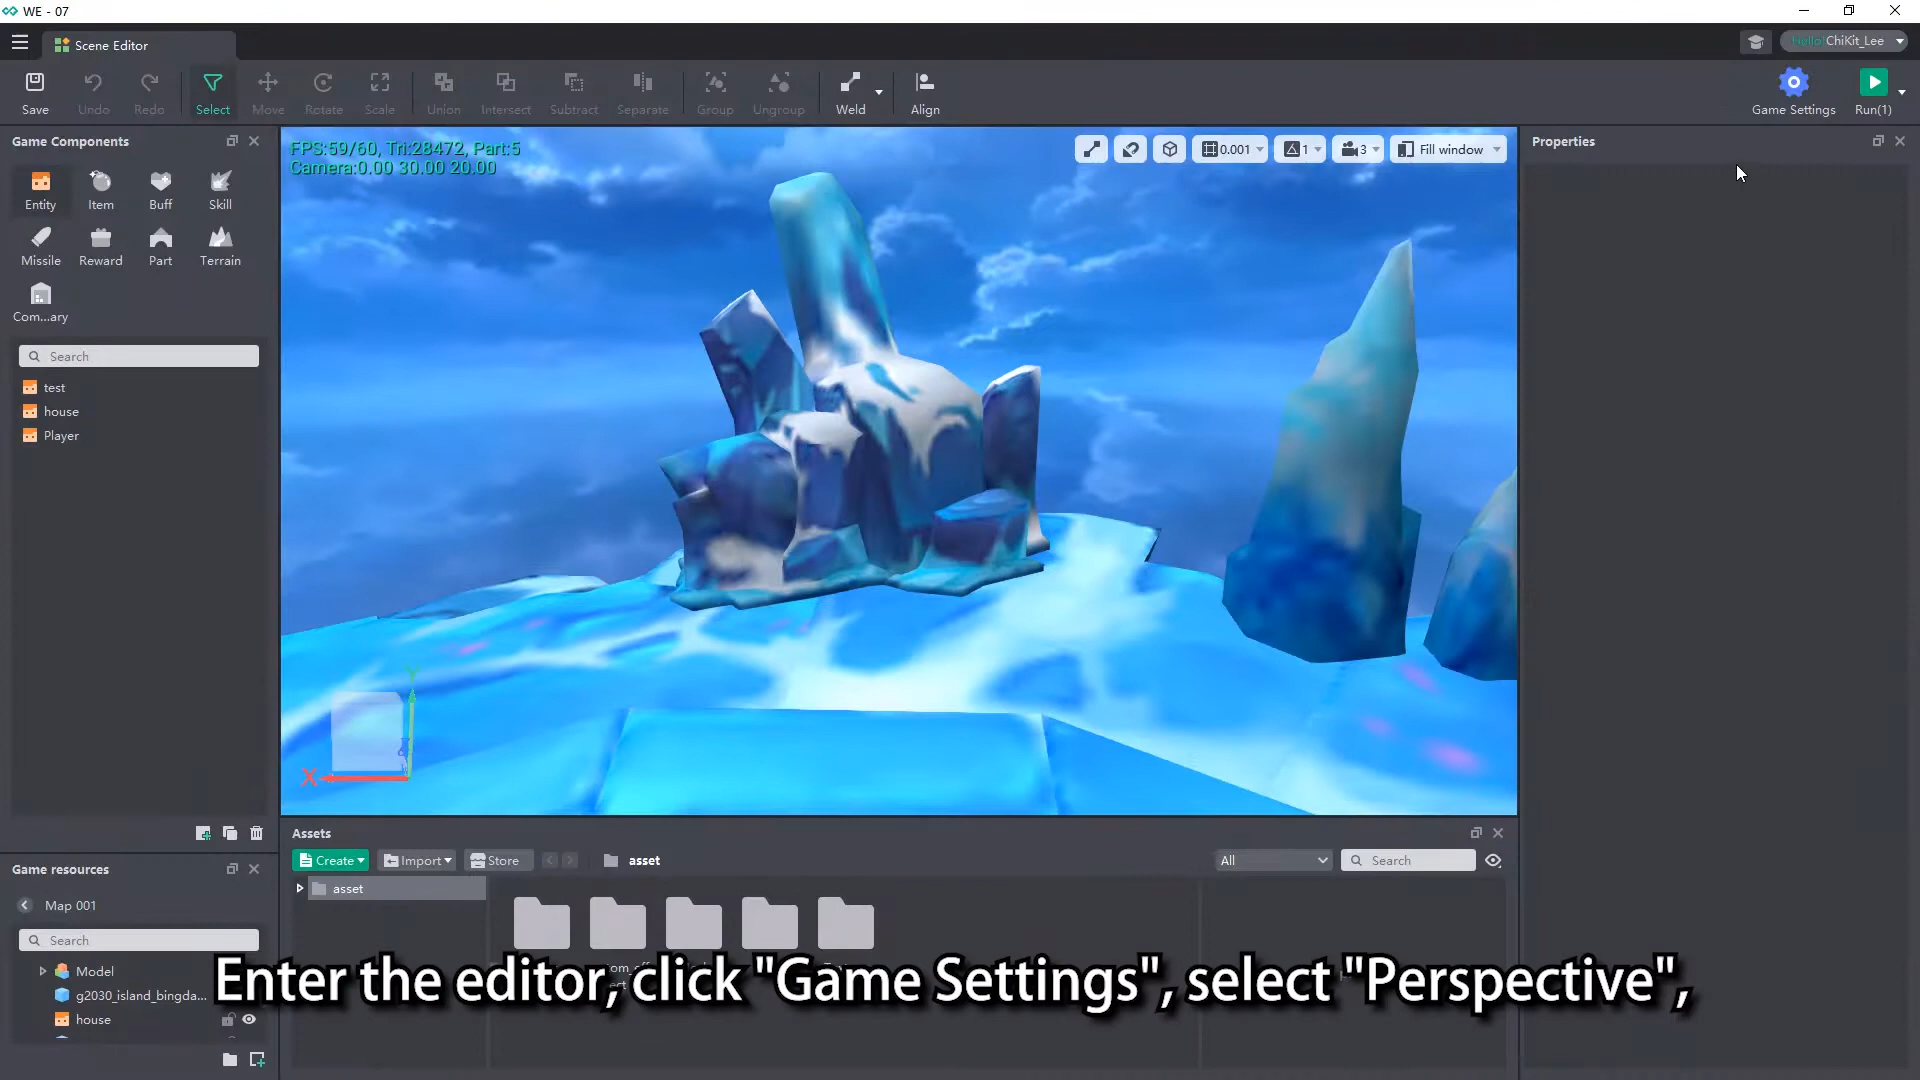 WE - 07
Scene Editor
Hello! ChiKit_Lee
Save Undo Redo Select Move Rotate Scale Union Intersect Subtract Separate Group Ungroup Weld Align Game Settings Run(1)
Game Components
Entity Item Buff Skill
Missile Reward Part Terrain
Com...ary
Search
test
house
Player
FPS:59/60, Tri:28472, Part:5
Camera:0.00 30.00 20.00
0.001 1 3 Fill window
X
Y
Properties
Assets
Create Import Store asset All Search
asset
Game resources
Map 001
Search
Model
g2030_island_bingda...
house
Enter the editor, click "Game Settings", select "Perspective",